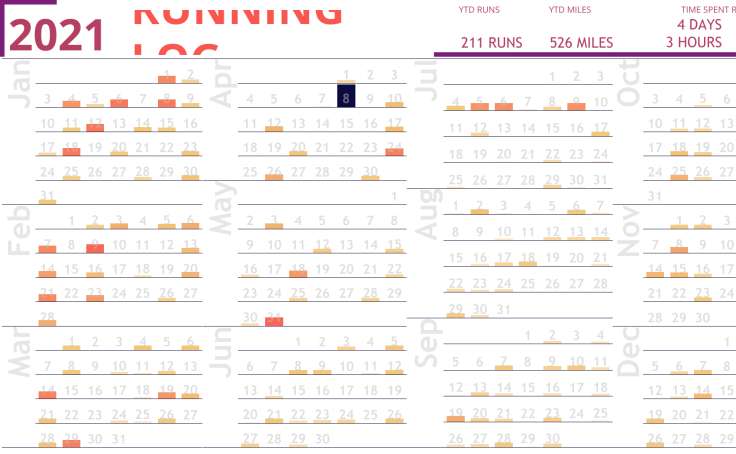 YTD RUNS YTD MILES TIME SPENT R
2021 RUNNING LOG
4 DAYS
211 RUNS 526 MILES 3 HOURS
Jan
1 2
3 4 5 6 7 8 9
10 11 12 13 14 15 16
17 18 19 20 21 22 23
24 25 26 27 28 29 30
31
Feb
1 2 3 4 5 6
7 8 9 10 11 12 13
14 15 16 17 18 19 20
21 22 23 24 25 26 27
28
Mar
1 2 3 4 5 6
7 8 9 10 11 12 13
14 15 16 17 18 19 20
21 22 23 24 25 26 27
28 29 30 31
Apr
1 2 3
4 5 6 7 8 9 10
11 12 13 14 15 16 17
18 19 20 21 22 23 24
25 26 27 28 29 30
May
1
2 3 4 5 6 7 8
9 10 11 12 13 14 15
16 17 18 19 20 21 22
23 24 25 26 27 28 29
30 31
Jun
1 2 3 4 5
6 7 8 9 10 11 12
13 14 15 16 17 18 19
20 21 22 23 24 25 26
27 28 29 30
Jul
1 2 3
4 5 6 7 8 9 10
11 12 13 14 15 16 17
18 19 20 21 22 23 24
25 26 27 28 29 30 31
Aug
1 2 3 4 5 6 7
8 9 10 11 12 13 14
15 16 17 18 19 20 21
22 23 24 25 26 27 28
29 30 31
Sep
1 2 3 4
5 6 7 8 9 10 11
12 13 14 15 16 17 18
19 20 21 22 23 24 25
26 27 28 29 30
Oct
3 4 5 6
10 11 12 13
17 18 19 20
24 25 26 27
31
Nov
1 2 3
7 8 9 10
14 15 16 17
21 22 23 24
28 29 30
Dec
1
5 6 7 8
12 13 14 15
19 20 21 22
26 27 28 29